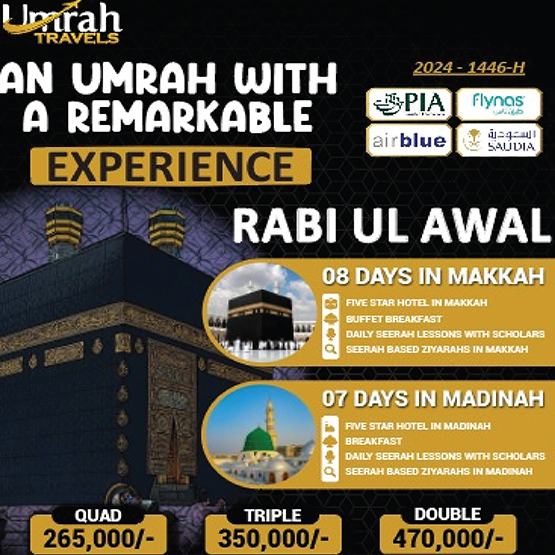 Umrah
TRAVELS
AN UMRAH WITH
A REMARKABLE
EXPERIENCE
2024 - 1446-H
PIA
flynas
طيران ناس
airblue
السعودية
SAUDIA
RABI UL AWAL
08 DAYS IN MAKKAH
FIVE STAR HOTEL IN MAKKAH
BUFFET BREAKFAST
DAILY SEERAH LESSONS WITH SCHOLARS
SEERAH BASED ZIYARAHS IN MAKKAH
07 DAYS IN MADINAH
FIVE STAR HOTEL IN MADINAH
BREAKFAST
DAILY SEERAH LESSONS WITH SCHOLARS
SEERAH BASED ZIYARAHS IN MADINAH
QUAD
265,000/-
TRIPLE
350,000/-
DOUBLE
470,000/-